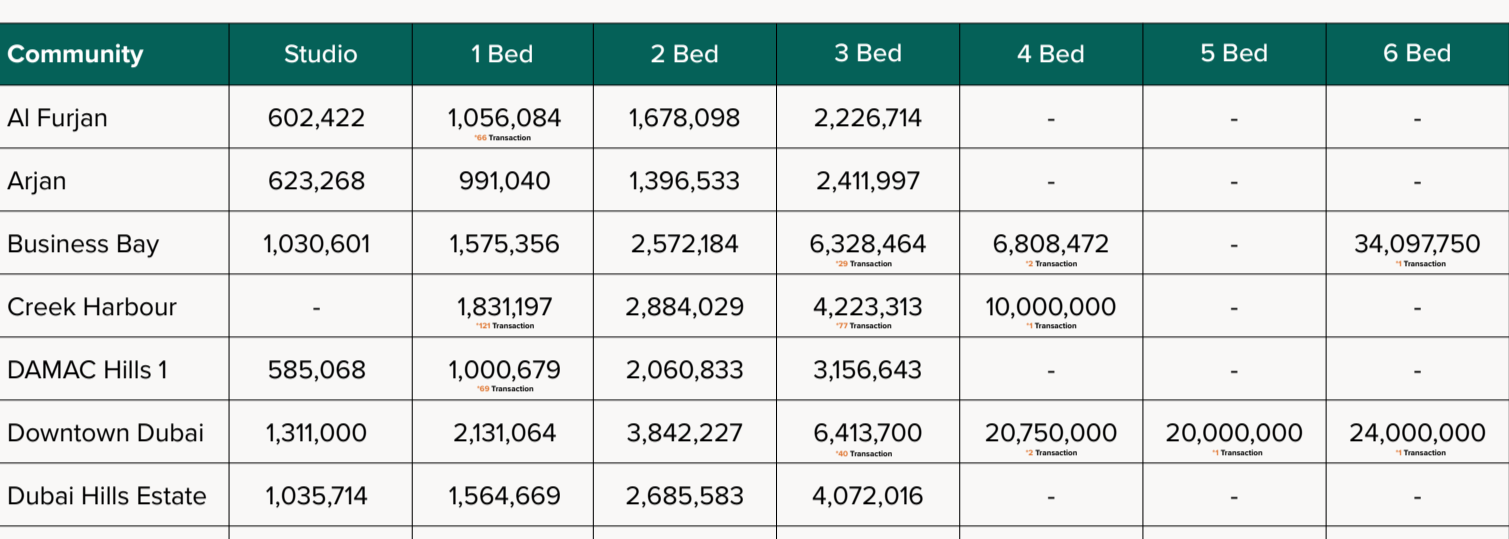 Community Studio 1 Bed 2 Bed 3 Bed 4 Bed 5 Bed 6 Bed
Al Furjan 602,422 1,056,084 1,678,098 2,226,714 - - -
*66 Transaction
Arjan 623,268 991,040 1,396,533 2,411,997 - - -
Business Bay 1,030,601 1,575,356 2,572,184 6,328,464 6,808,472 - 34,097,750
*29 Transaction *2 Transaction *1 Transaction
Creek Harbour - 1,831,197 2,884,029 4,223,313 10,000,000 - -
*121 Transaction *77 Transaction *1 Transaction
DAMAC Hills 1 585,068 1,000,679 2,060,833 3,156,643 - - -
*69 Transaction
Downtown Dubai 1,311,000 2,131,064 3,842,227 6,413,700 20,750,000 20,000,000 24,000,000
*40 Transaction *2 Transaction *1 Transaction *1 Transaction
Dubai Hills Estate 1,035,714 1,564,669 2,685,583 4,072,016 - - -